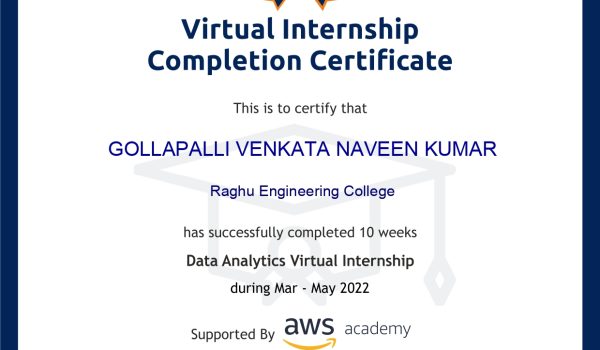 Virtual Internship
Completion Certificate
This is to certify that
GOLLAPALLI VENKATA NAVEEN KUMAR
Raghu Engineering College
has successfully completed 10 weeks
Data Analytics Virtual Internship
during Mar - May 2022
Supported By aws academy